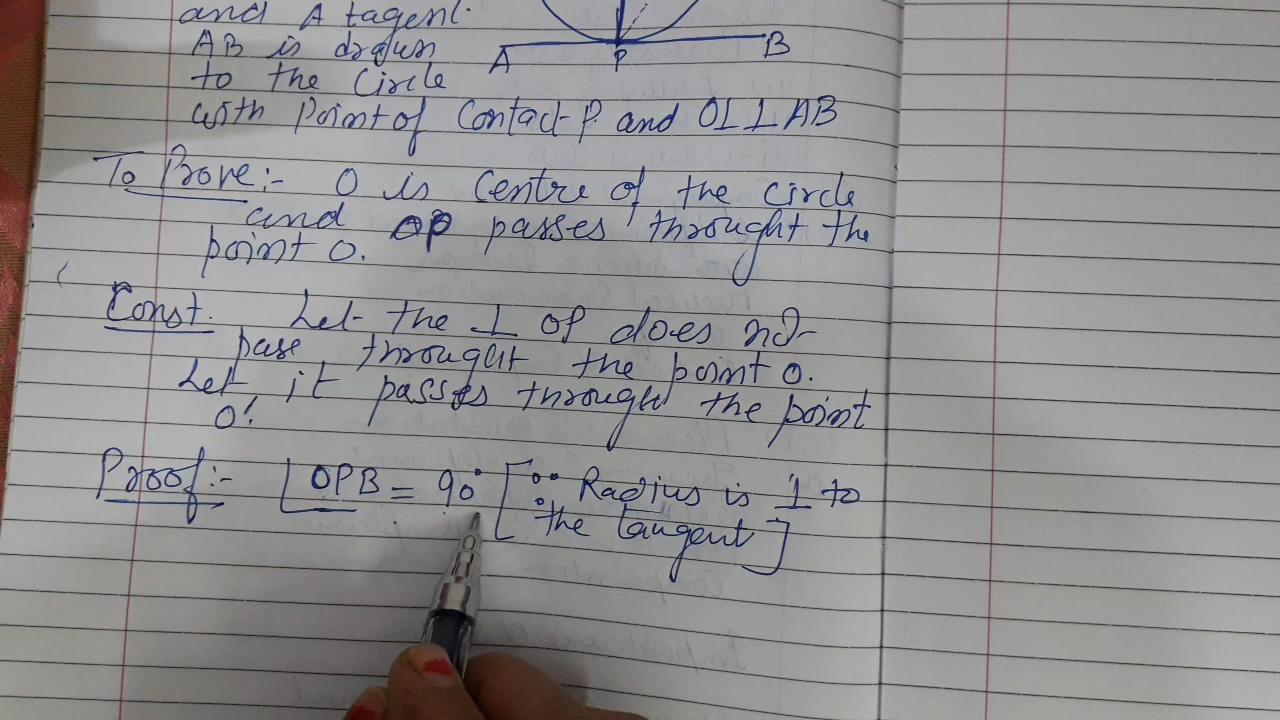 and A tagent.
AB is drawn
to the Circle
with Point of Contact P. and OL ⊥ AB
A
P
B
To Prove:- O is Centre of the circle
and OP passes throught the
point O.
Const. Let the ⊥ OP does not
pase throught the point O.
Let it passes through the point
O'.
Proof:- ∠OPB = 90° [∵ Radius is ⊥ to
the tangent]